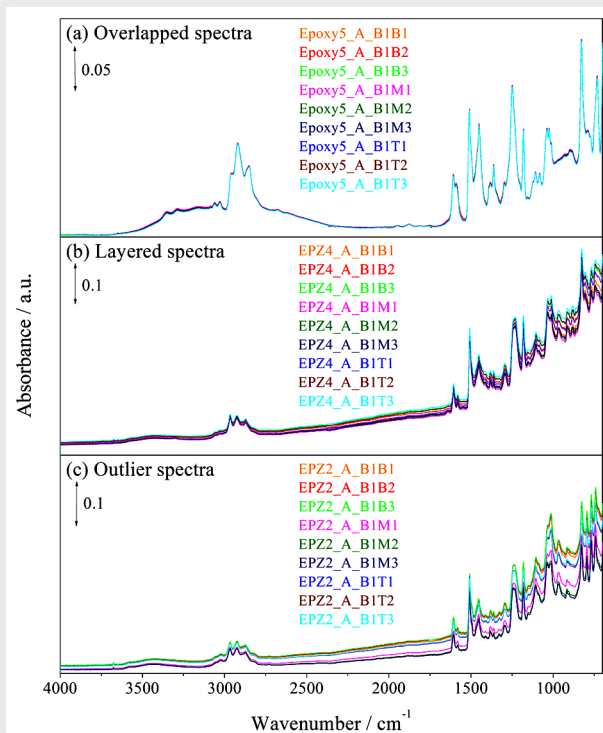 (a) Overlapped spectra
0.05
Epoxy5_A_B1B1
Epoxy5_A_B1B2
Epoxy5_A_B1B3
Epoxy5_A_B1M1
Epoxy5_A_B1M2
Epoxy5_A_B1M3
Epoxy5_A_B1T1
Epoxy5_A_B1T2
Epoxy5_A_B1T3
(b) Layered spectra
0.1
EPZ4_A_B1B1
EPZ4_A_B1B2
EPZ4_A_B1B3
EPZ4_A_B1M1
EPZ4_A_B1M2
EPZ4_A_B1M3
EPZ4_A_B1T1
EPZ4_A_B1T2
EPZ4_A_B1T3
(c) Outlier spectra
0.1
EPZ2_A_B1B1
EPZ2_A_B1B2
EPZ2_A_B1B3
EPZ2_A_B1M1
EPZ2_A_B1M2
EPZ2_A_B1M3
EPZ2_A_B1T1
EPZ2_A_B1T2
EPZ2_A_B1T3
Absorbance / a.u.
4000 3500 3000 2500 2000 1500 1000
Wavenumber / cm⁻¹